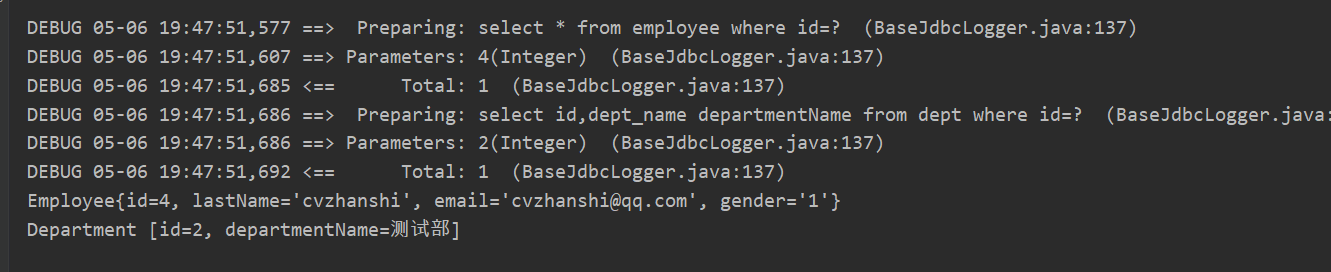 DEBUG 05-06 19:47:51,577 ==>  Preparing: select * from employee where id=?  (BaseJdbcLogger.java:137)
DEBUG 05-06 19:47:51,607 ==> Parameters: 4(Integer)  (BaseJdbcLogger.java:137)
DEBUG 05-06 19:47:51,685 <==      Total: 1  (BaseJdbcLogger.java:137)
DEBUG 05-06 19:47:51,686 ==>  Preparing: select id,dept_name departmentName from dept where id=?  (BaseJdbcLogger.java:
DEBUG 05-06 19:47:51,686 ==> Parameters: 2(Integer)  (BaseJdbcLogger.java:137)
DEBUG 05-06 19:47:51,692 <==      Total: 1  (BaseJdbcLogger.java:137)
Employee{id=4, lastName='cvzhanshi', email='cvzhanshi@qq.com', gender='1'}
Department [id=2, departmentName=测试部]